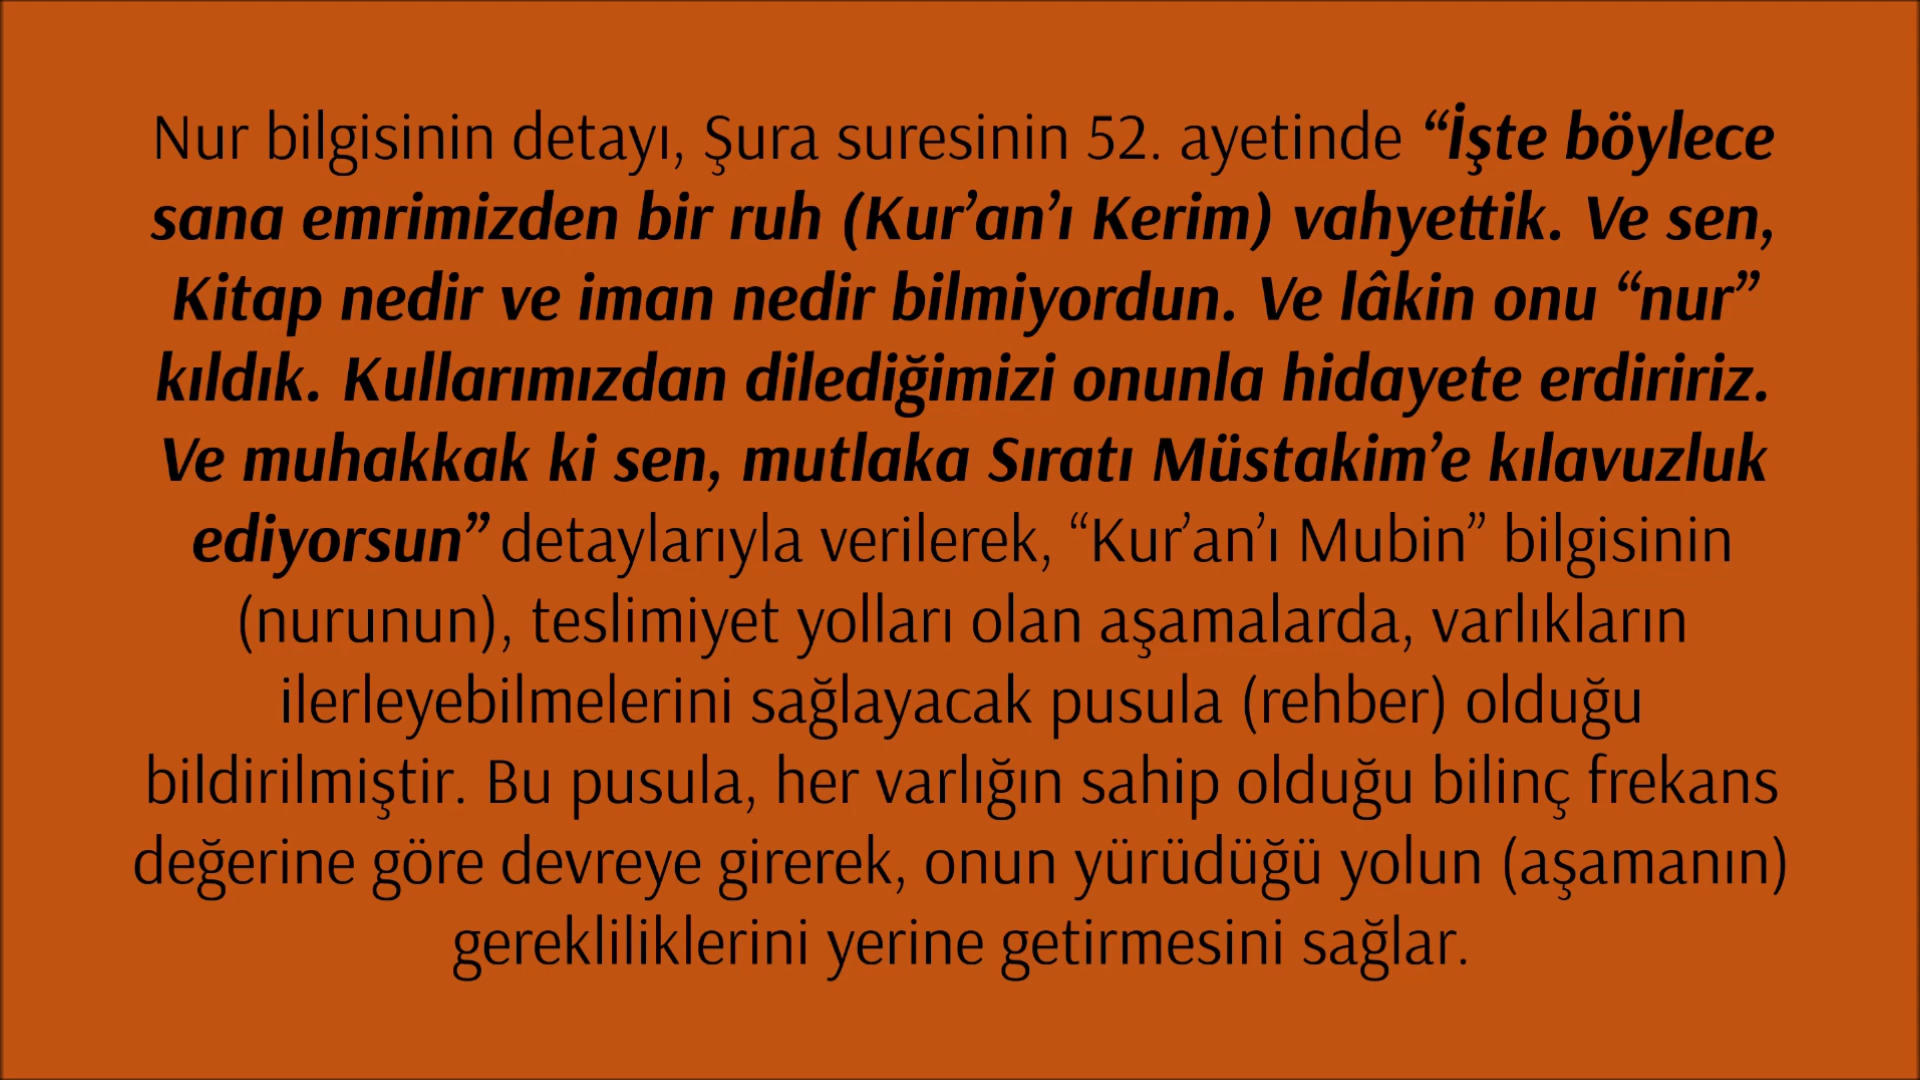 Nur bilgisinin detayı, Şura suresinin 52. ayetinde “İşte böylece
sana emrimizden bir ruh (Kur’an’ı Kerim) vahyettik. Ve sen,
Kitap nedir ve iman nedir bilmiyordun. Ve lâkin onu “nur”
kıldık. Kullarımızdan dilediğimizi onunla hidayete erdiririz.
Ve muhakkak ki sen, mutlaka Sıratı Müstakim’e kılavuzluk
ediyorsun” detaylarıyla verilerek, “Kur’an’ı Mubin” bilgisinin
(nurunun), teslimiyet yolları olan aşamalarda, varlıkların
ilerleyebilmelerini sağlayacak pusula (rehber) olduğu
bildirilmiştir. Bu pusula, her varlığın sahip olduğu bilinç frekans
değerine göre devreye girerek, onun yürüdüğü yolun (aşamanın)
gerekliliklerini yerine getirmesini sağlar.